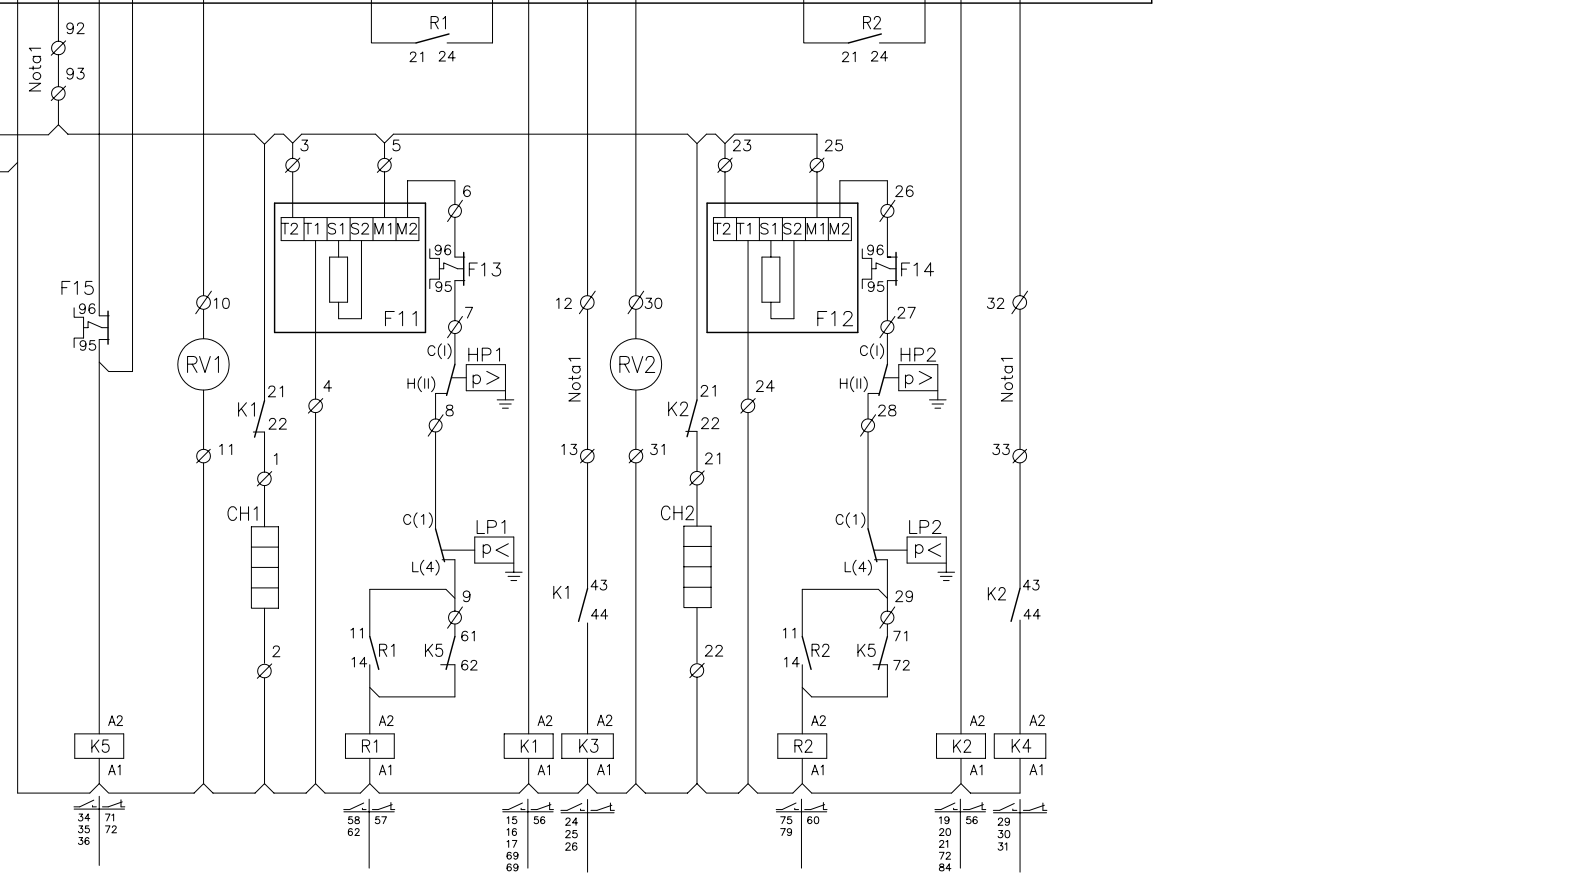 R1
21 24
R2
21 24
92
Nota1
93
3
5
23
25
6
26
T2 T1 S1 S2 M1 M2
T2 T1 S1 S2 M1 M2
96
F13
95
96
F14
95
F15
96
95
10
F11
7
12
30
F12
27
32
RV1
C(I)
HP1
p>
H(II)
Nota1
RV2
C(I)
HP2
p>
H(II)
Nota1
21
K1
22
4
8
21
K2
22
24
28
11
1
13
31
21
33
CH1
C(1)
LP1
p<
L(4)
CH2
C(1)
LP2
p<
L(4)
K1
43
44
K2
43
44
9
29
11
R1
14
61
K5
62
11
R2
14
71
K5
72
2
22
A2
K5
A1
A2
R1
A1
A2
K1
A1
A2
K3
A1
A2
R2
A1
A2
K2
A1
A2
K4
A1
34 71
35 72
36
58 57
62
15 56
16
17
69
69
24
25
26
75 60
79
19 56
20
21
72
84
29
30
31